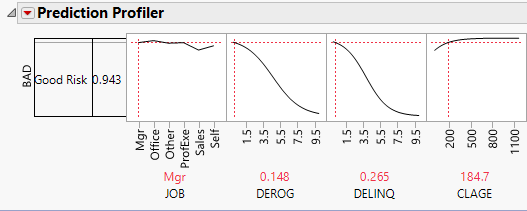 Prediction Profiler
BAD
Good Risk 0.943
Mgr
Office
Other
ProfExe
Sales
Self
1.5
3.5
5.5
7.5
9.5
1.5
3.5
5.5
7.5
9.5
200
500
800
1100
Mgr 0.148 0.265 184.7
JOB DEROG DELINQ CLAGE